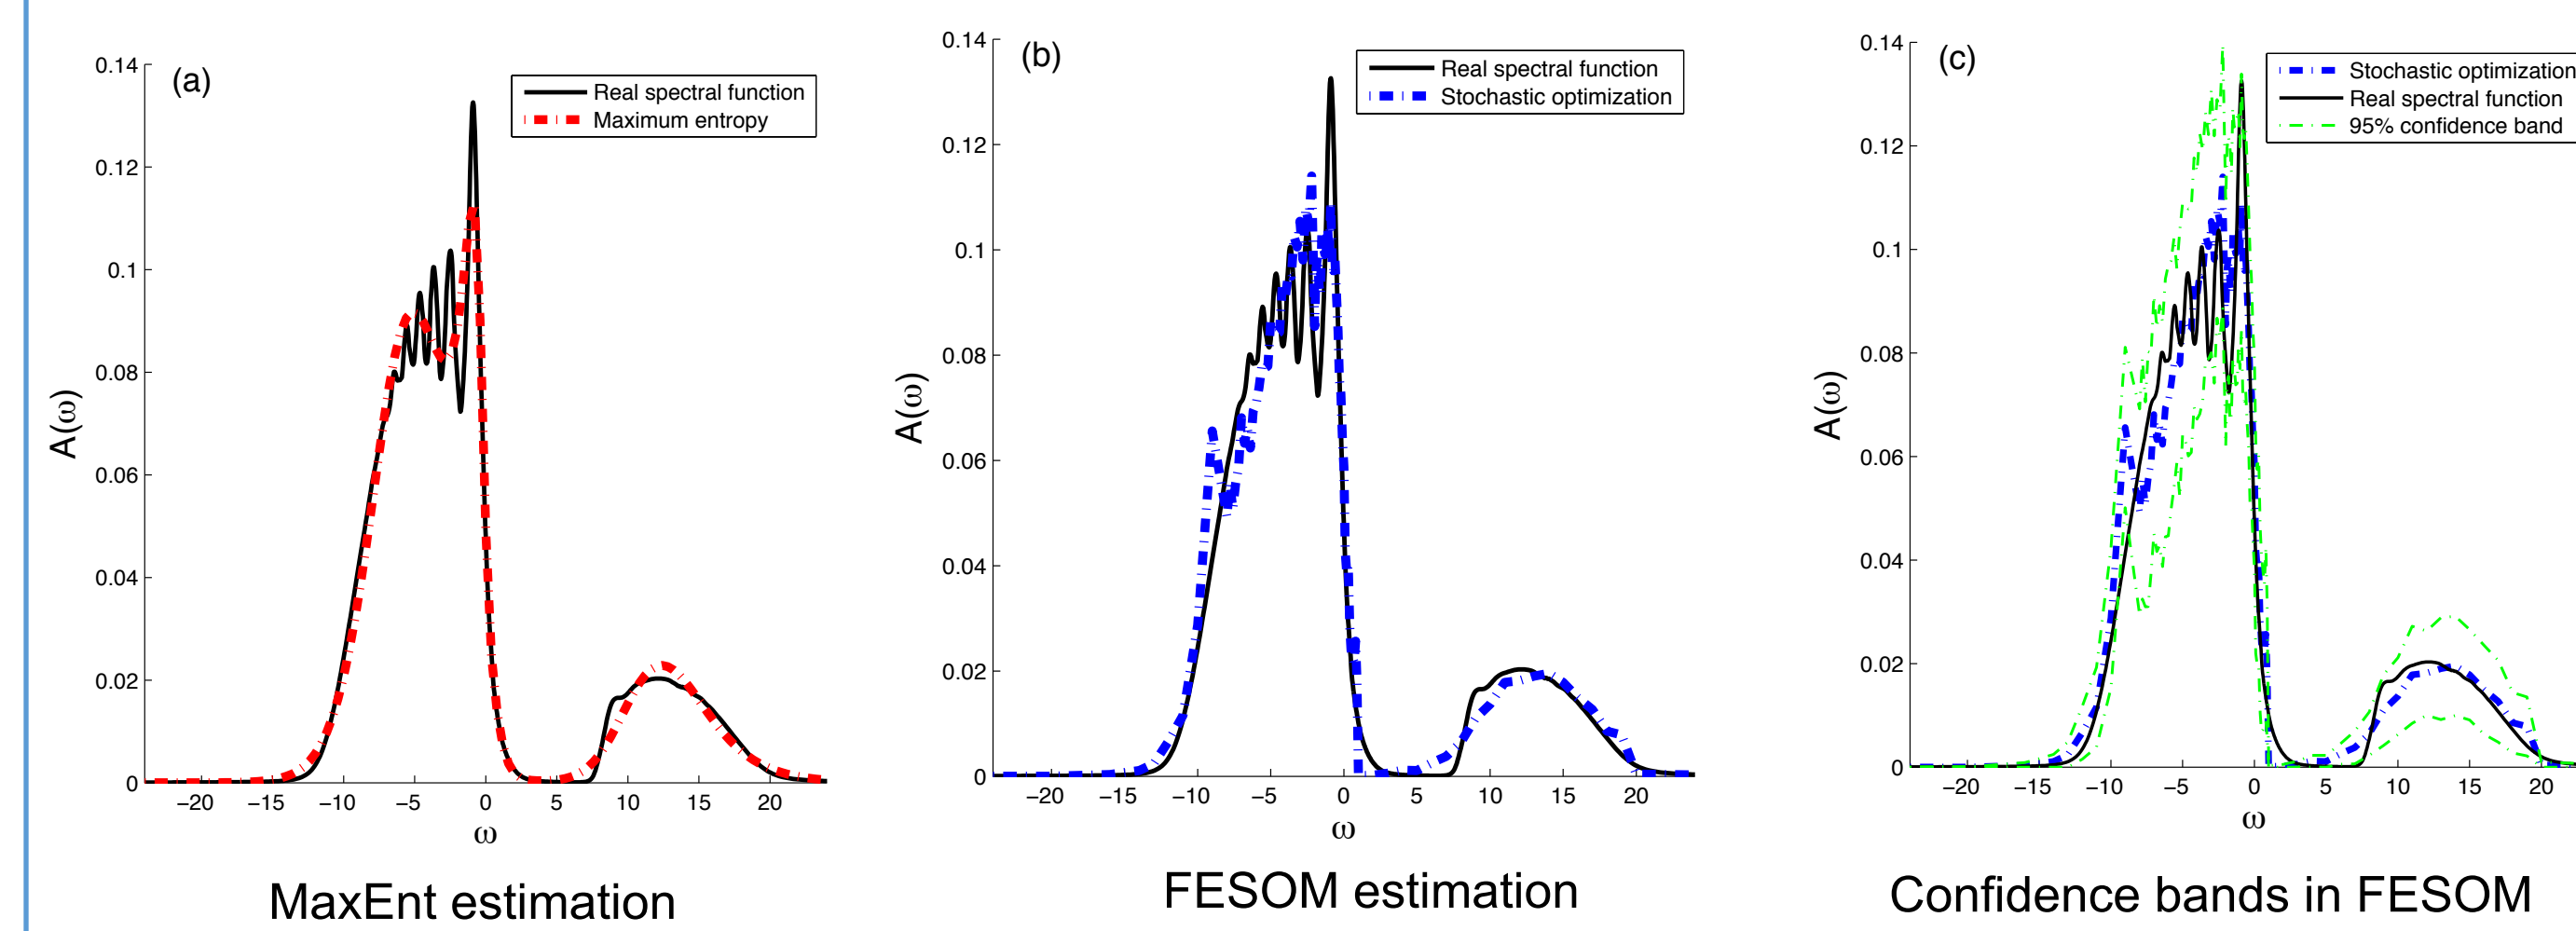 (a)
Real spectral function
Maximum entropy
0.14
0.12
0.1
0.08
0.06
0.04
0.02
0
A(ω)
−20 −15 −10 −5 0 5 10 15 20
ω
MaxEnt estimation
(b)
Real spectral function
Stochastic optimization
0.14
0.12
0.1
0.08
0.06
0.04
0.02
0
A(ω)
−20 −15 −10 −5 0 5 10 15 20
ω
FESOM estimation
(c)
Stochastic optimization
Real spectral function
95% confidence band
0.14
0.12
0.1
0.08
0.06
0.04
0.02
0
A(ω)
−20 −15 −10 −5 0 5 10 15 20
ω
Confidence bands in FESOM